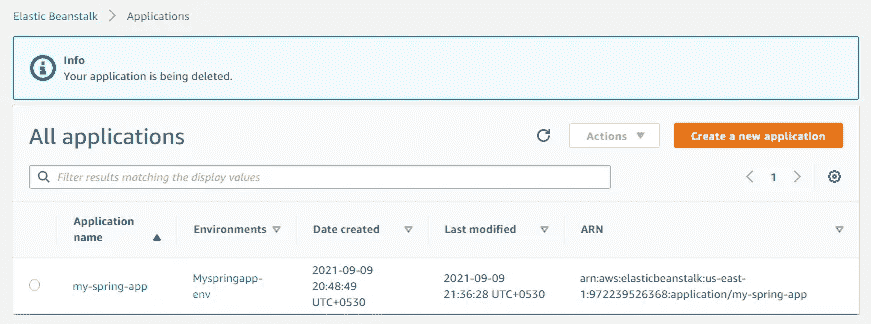 Elastic Beanstalk > Applications
Info
Your application is being deleted.
All applications
Actions
Create a new application
Filter results matching the display values
1
Application name
Environments
Date created
Last modified
ARN
my-spring-app
Myspringapp-
env
2021-09-09
20:48:49
UTC+0530
2021-09-09
21:36:28 UTC+0530
arn:aws:elasticbeanstalk:us-east-
1:972239526368:application/my-spring-app